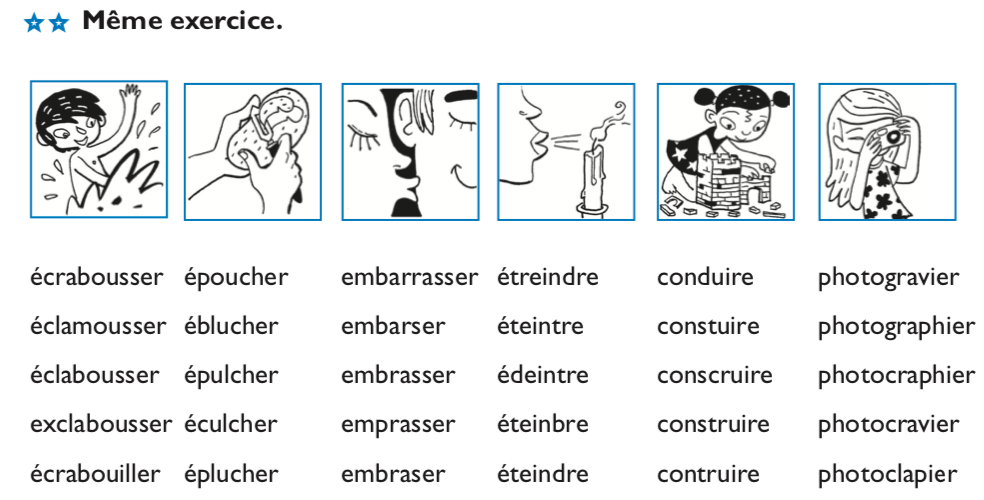 Même exercice.
écrabousser époucher embarrasser étreindre conduire photogravier
éclamousser éblucher embarser éteintre constuire photographier
éclabousser épulcher embrasser édeintre conscruire photocraphier
exclabousser éculcher emprasser éteinbre construire photocravier
écrabouiller éplucher embraser éteindre contruire photoclapier